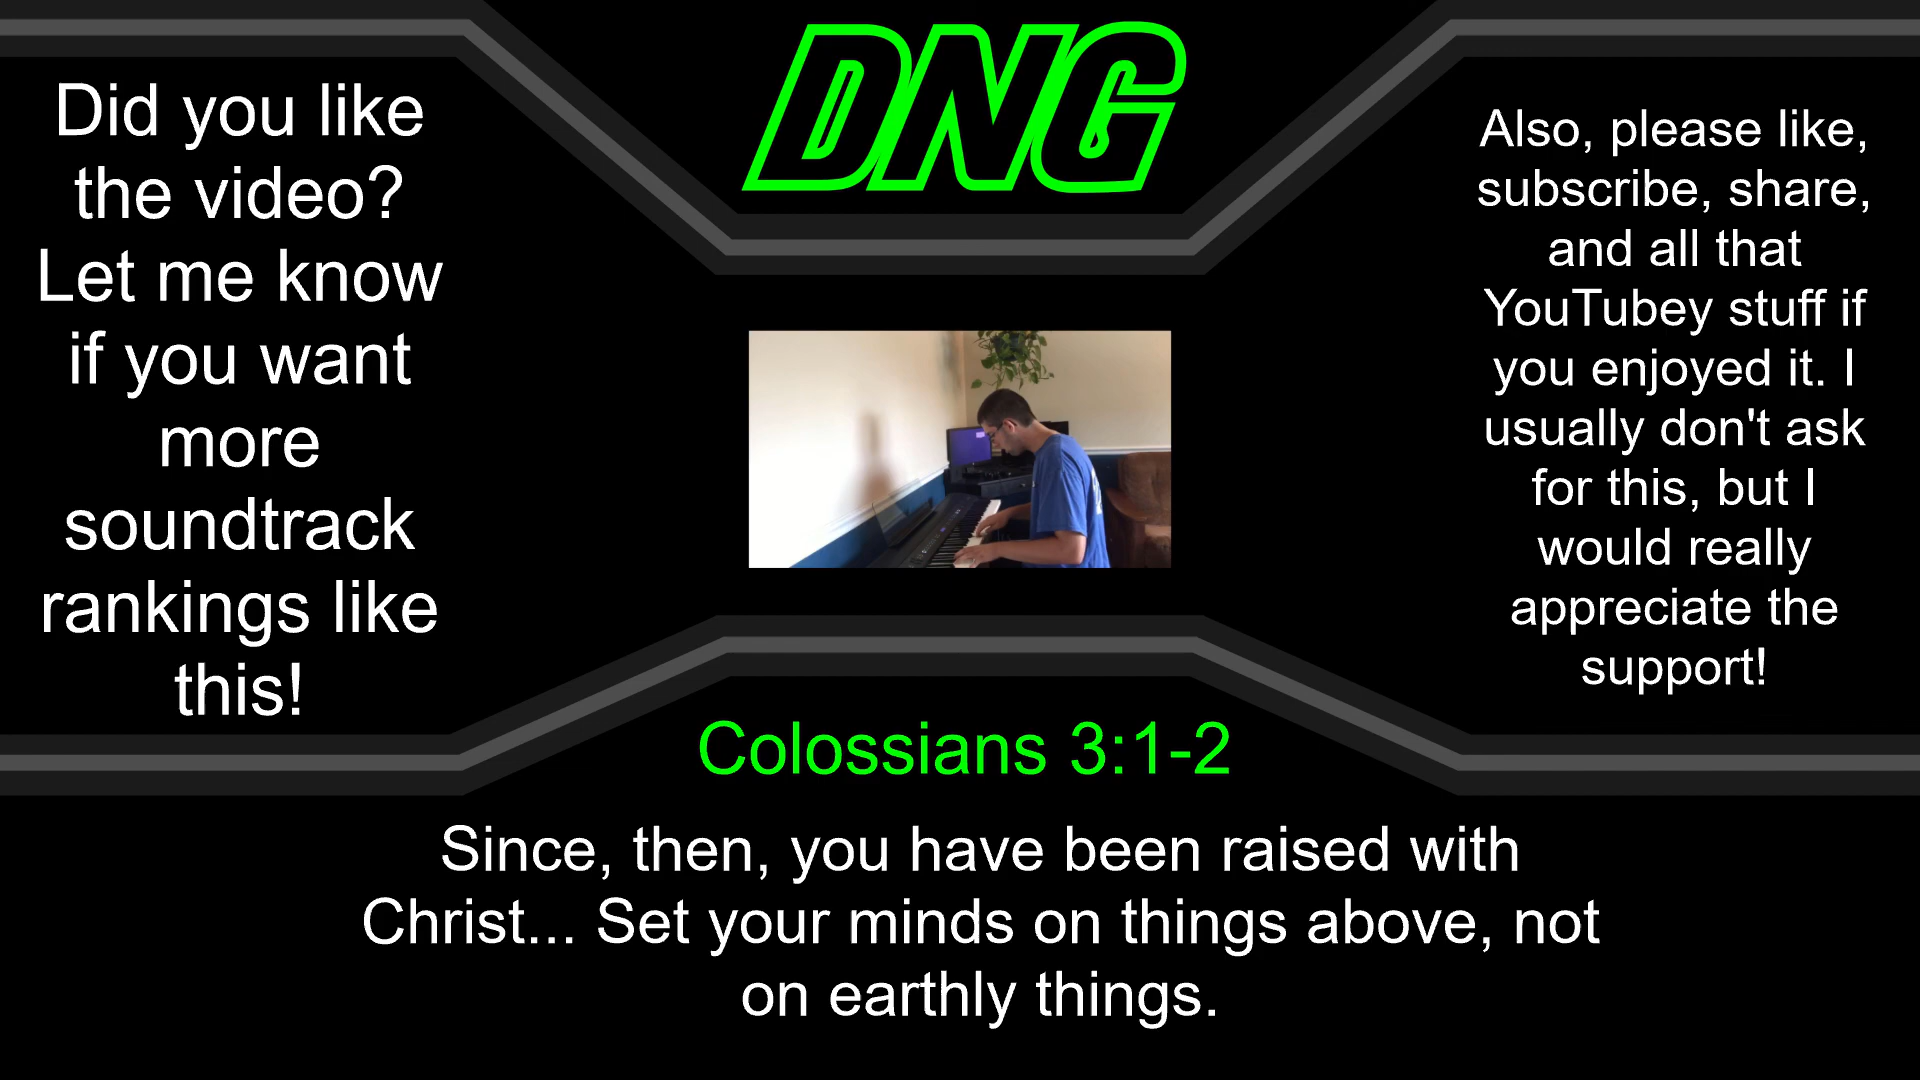 DNG
Did you like
the video?
Let me know
if you want
more
soundtrack
rankings like
this!
Also, please like,
subscribe, share,
and all that
YouTubey stuff if
you enjoyed it. I
usually don't ask
for this, but I
would really
appreciate the
support!
Colossians 3:1-2
Since, then, you have been raised with
Christ... Set your minds on things above, not
on earthly things.